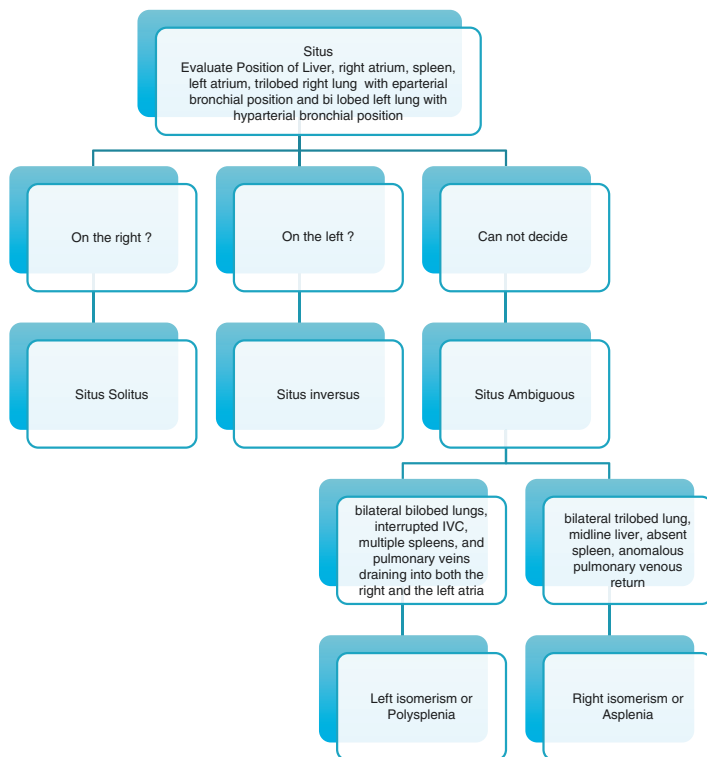 Situs
Evaluate Position of Liver, right atrium, spleen,
left atrium, trilobed right lung with eparterial
bronchial position and bi lobed left lung with
hyparterial bronchial position
On the right ?
On the left ?
Can not decide
Situs Solitus
Situs inversus
Situs Ambiguous
bilateral bilobed lungs,
interrupted IVC,
multiple spleens, and
pulmonary veins
draining into both the
right and the left atria
bilateral trilobed lung,
midline liver, absent
spleen, anomalous
pulmonary venous
return
Left isomerism or
Polysplenia
Right isomerism or
Asplenia